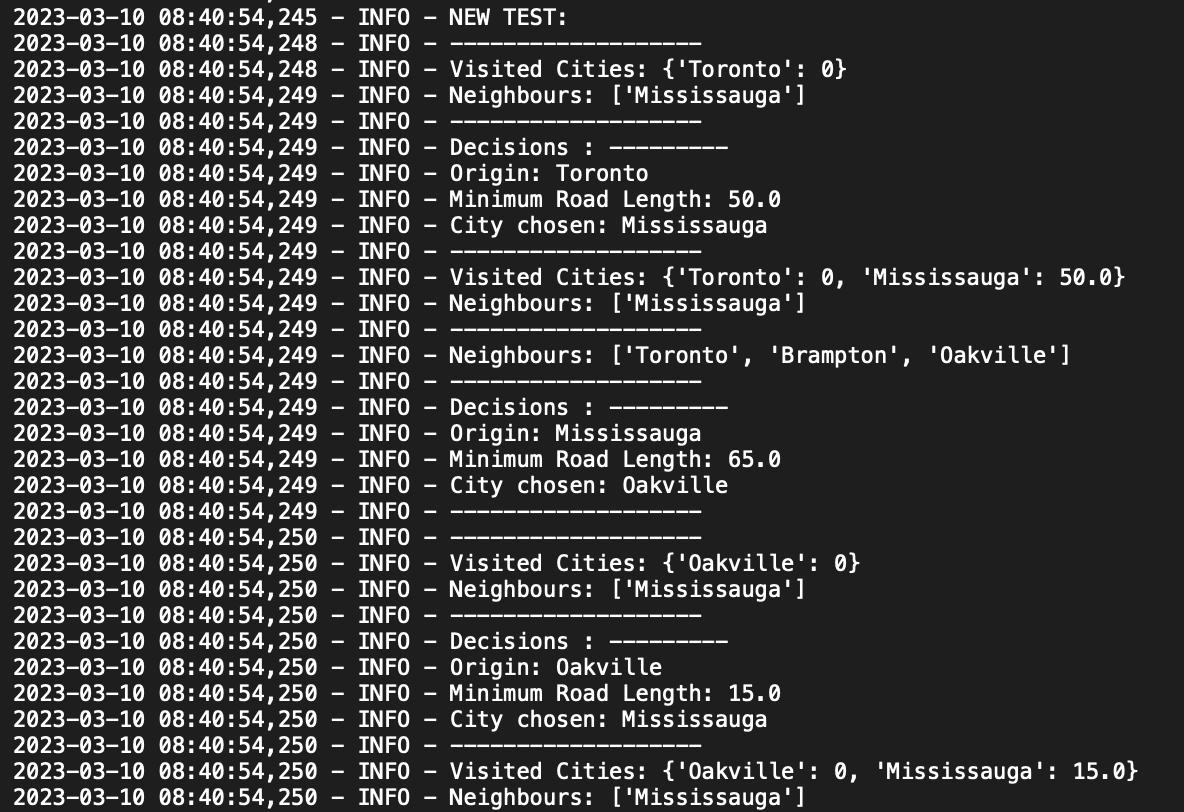 2023-03-10 08:40:54,245 - INFO - NEW TEST:
2023-03-10 08:40:54,248 - INFO - -------------------
2023-03-10 08:40:54,248 - INFO - Visited Cities: {'Toronto': 0}
2023-03-10 08:40:54,249 - INFO - Neighbours: ['Mississauga']
2023-03-10 08:40:54,249 - INFO - -------------------
2023-03-10 08:40:54,249 - INFO - Decisions : ---------
2023-03-10 08:40:54,249 - INFO - Origin: Toronto
2023-03-10 08:40:54,249 - INFO - Minimum Road Length: 50.0
2023-03-10 08:40:54,249 - INFO - City chosen: Mississauga
2023-03-10 08:40:54,249 - INFO - -------------------
2023-03-10 08:40:54,249 - INFO - Visited Cities: {'Toronto': 0, 'Mississauga': 50.0}
2023-03-10 08:40:54,249 - INFO - Neighbours: ['Mississauga']
2023-03-10 08:40:54,249 - INFO - -------------------
2023-03-10 08:40:54,249 - INFO - Neighbours: ['Toronto', 'Brampton', 'Oakville']
2023-03-10 08:40:54,249 - INFO - -------------------
2023-03-10 08:40:54,249 - INFO - Decisions : ---------
2023-03-10 08:40:54,249 - INFO - Origin: Mississauga
2023-03-10 08:40:54,249 - INFO - Minimum Road Length: 65.0
2023-03-10 08:40:54,249 - INFO - City chosen: Oakville
2023-03-10 08:40:54,249 - INFO - -------------------
2023-03-10 08:40:54,250 - INFO - -------------------
2023-03-10 08:40:54,250 - INFO - Visited Cities: {'Oakville': 0}
2023-03-10 08:40:54,250 - INFO - Neighbours: ['Mississauga']
2023-03-10 08:40:54,250 - INFO - -------------------
2023-03-10 08:40:54,250 - INFO - Decisions : ---------
2023-03-10 08:40:54,250 - INFO - Origin: Oakville
2023-03-10 08:40:54,250 - INFO - Minimum Road Length: 15.0
2023-03-10 08:40:54,250 - INFO - City chosen: Mississauga
2023-03-10 08:40:54,250 - INFO - -------------------
2023-03-10 08:40:54,250 - INFO - Visited Cities: {'Oakville': 0, 'Mississauga': 15.0}
2023-03-10 08:40:54,250 - INFO - Neighbours: ['Mississauga']